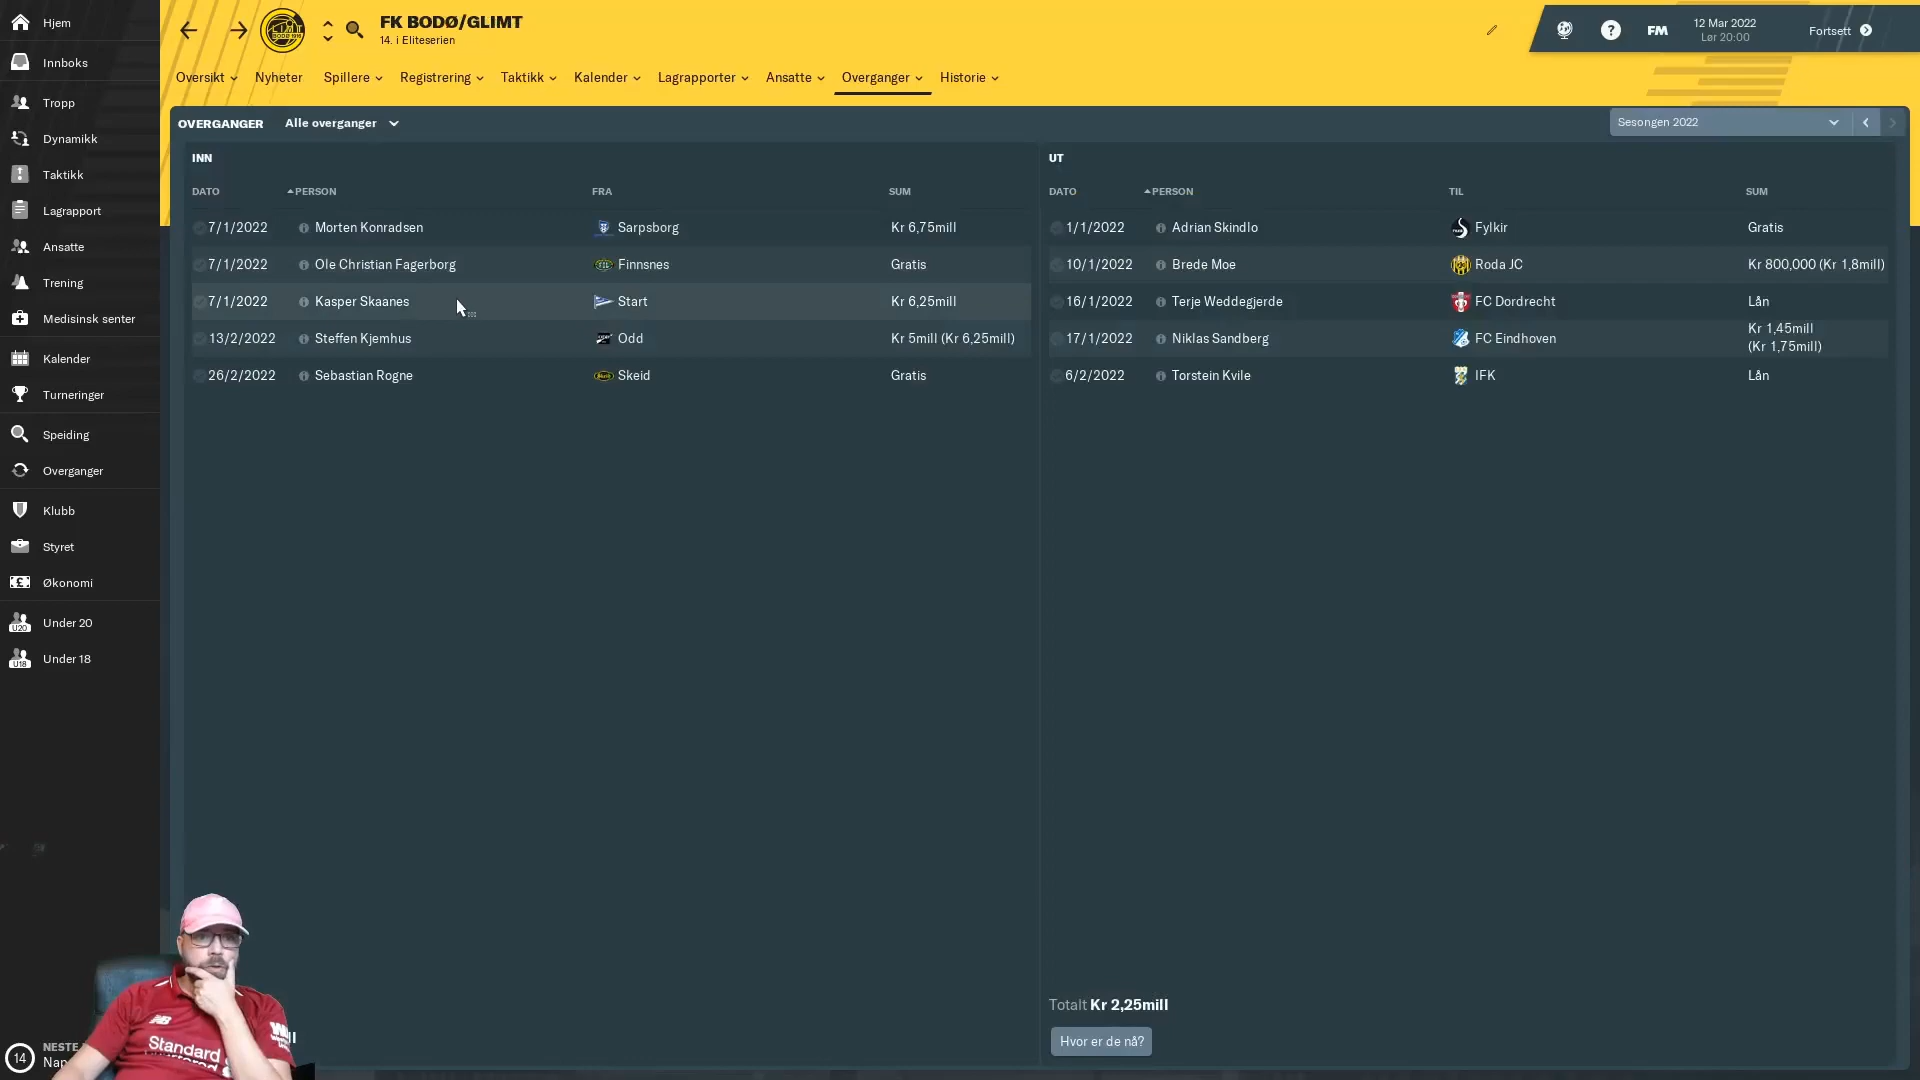 Hjem
Innboks
Tropp
Dynamikk
Taktikk
Lagrapport
Ansatte
Trening
Medisinsk senter
Kalender
Turneringer
Speiding
Overganger
Klubb
Styret
Økonomi
U20 Under 20
U18 Under 18
14 NESTE
FK BODØ/GLIMT
14. i Eliteserien
FM
12 Mar 2022
Lør 20:00
Fortsett
Oversikt Nyheter Spillere Registrering Taktikk Kalender Lagrapporter Ansatte Overganger Historie
OVERGANGER Alle overganger Sesongen 2022
INN
DATO PERSON FRA SUM
7/1/2022 Morten Konradsen Sarpsborg Kr 6,75mill
7/1/2022 Ole Christian Fagerborg Finnsnes Gratis
7/1/2022 Kasper Skaanes Start Kr 6,25mill
13/2/2022 Steffen Kjemhus Odd Kr 5mill (Kr 6,25mill)
26/2/2022 Sebastian Rogne Skeid Gratis
UT
DATO PERSON TIL SUM
1/1/2022 Adrian Skindlo Fylkir Gratis
10/1/2022 Brede Moe Roda JC Kr 800,000 (Kr 1,8mill)
16/1/2022 Terje Weddegjerde FC Dordrecht Lån
17/1/2022 Niklas Sandberg FC Eindhoven Kr 1,45mill
(Kr 1,75mill)
6/2/2022 Torstein Kvile IFK Lån
Totalt Kr 2,25mill
Hvor er de nå?
Standard